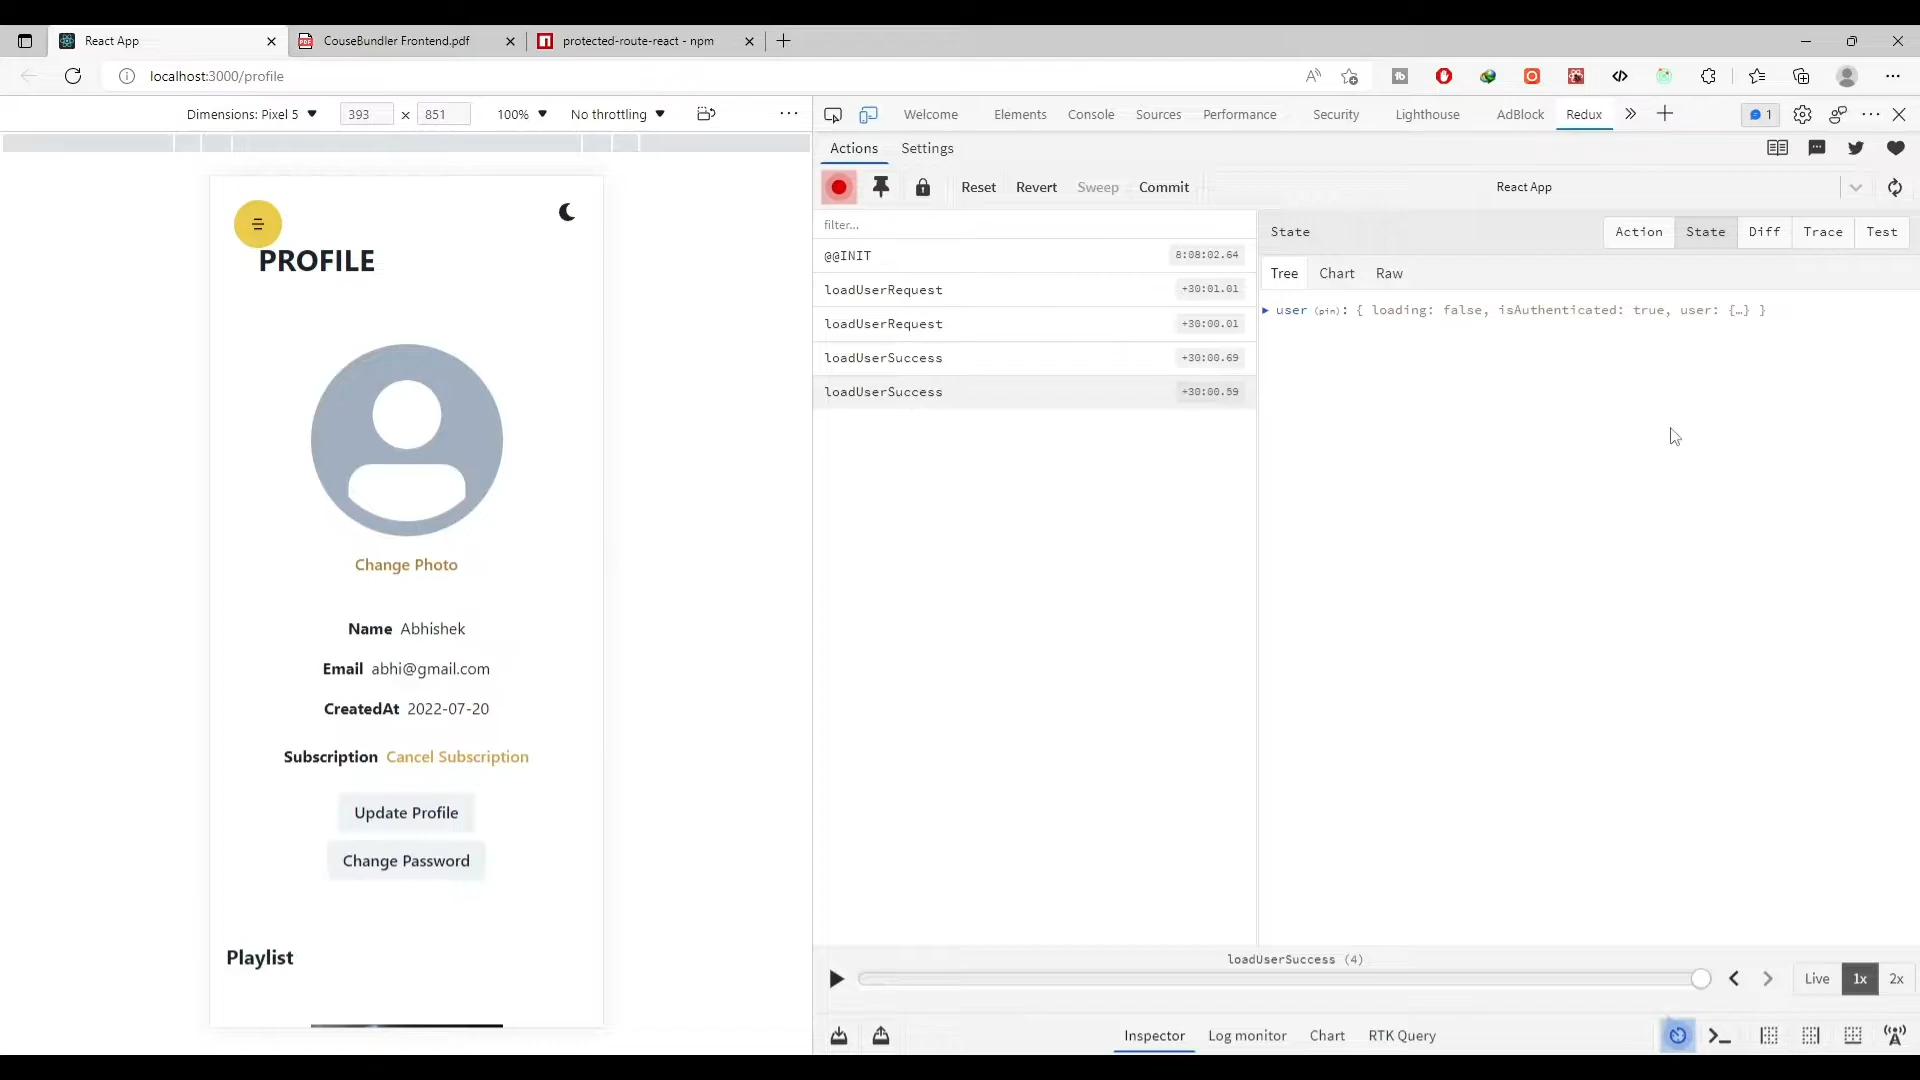 React App
CouseBundler Frontend.pdf
protected-route-react - npm
localhost:3000/profile
Dimensions: Pixel 5
393
×
851
100%
No throttling
Welcome
Elements
Console
Sources
Performance
Security
Lighthouse
AdBlock
Redux
1
Actions
Settings
Reset
Revert
Sweep
Commit
React App
filter...
@@INIT
8:08:02.64
loadUserRequest
+30:01.01
loadUserRequest
+30:00.01
loadUserSuccess
+30:00.69
loadUserSuccess
+30:00.59
State
Action
State
Diff
Trace
Test
Tree
Chart
Raw
user (pin): { loading: false, isAuthenticated: true, user: {…} }
PROFILE
Change Photo
Name Abhishek
Email abhi@gmail.com
CreatedAt 2022-07-20
Subscription Cancel Subscription
Update Profile
Change Password
Playlist
loadUserSuccess (4)
Live
1x
2x
Inspector
Log monitor
Chart
RTK Query